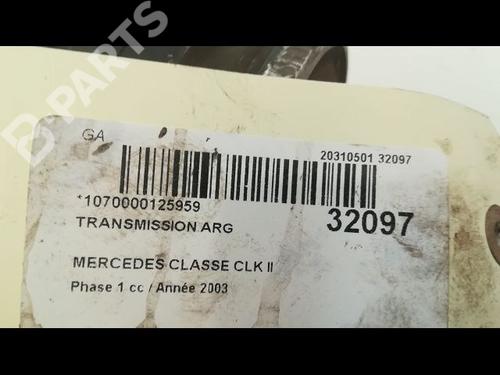 B-PARTS
GA
20310501 32097
*1070000125959
32097
TRANSMISSION ARG
MERCEDES CLASSE CLK II
Phase 1 cc / Année 2003